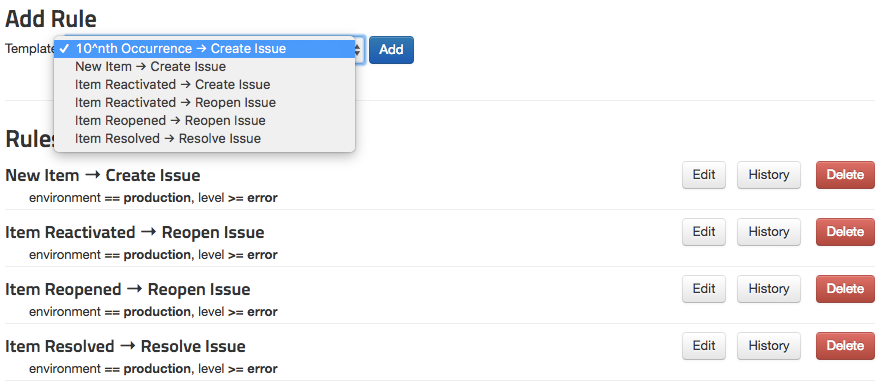 Add Rule
Template
✓ 10^nth Occurrence → Create Issue
Add
New Item → Create Issue
Item Reactivated → Create Issue
Item Reactivated → Reopen Issue
Item Reopened → Reopen Issue
Item Resolved → Resolve Issue
Rules
New Item → Create Issue
Edit History Delete
environment == production, level >= error
Item Reactivated → Reopen Issue
Edit History Delete
environment == production, level >= error
Item Reopened → Reopen Issue
Edit History Delete
environment == production, level >= error
Item Resolved → Resolve Issue
Edit History Delete
environment == production, level >= error